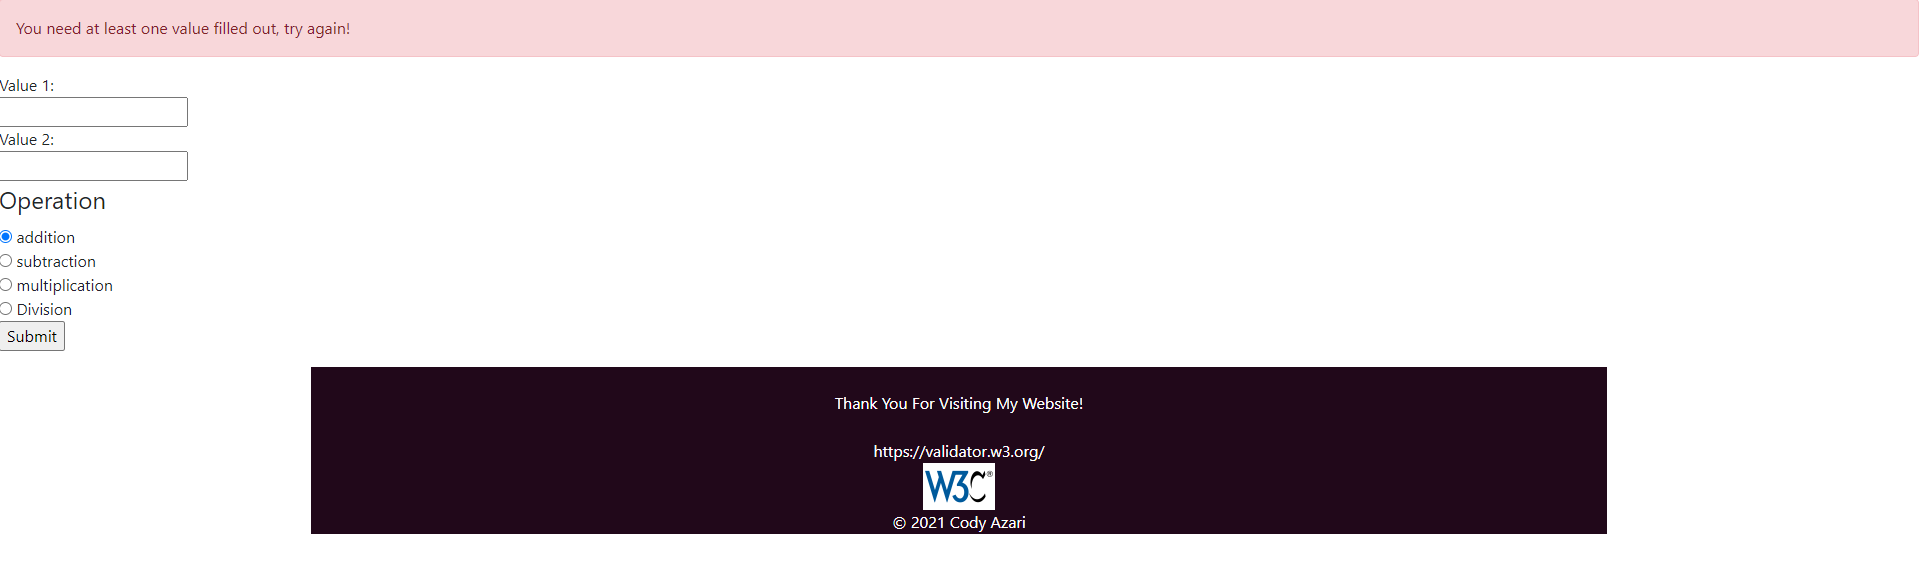 You need at least one value filled out, try again!
Value 1:
Value 2:
Operation
addition
subtraction
multiplication
Division
Submit
Thank You For Visiting My Website!
https://validator.w3.org/
W3C®
© 2021 Cody Azari